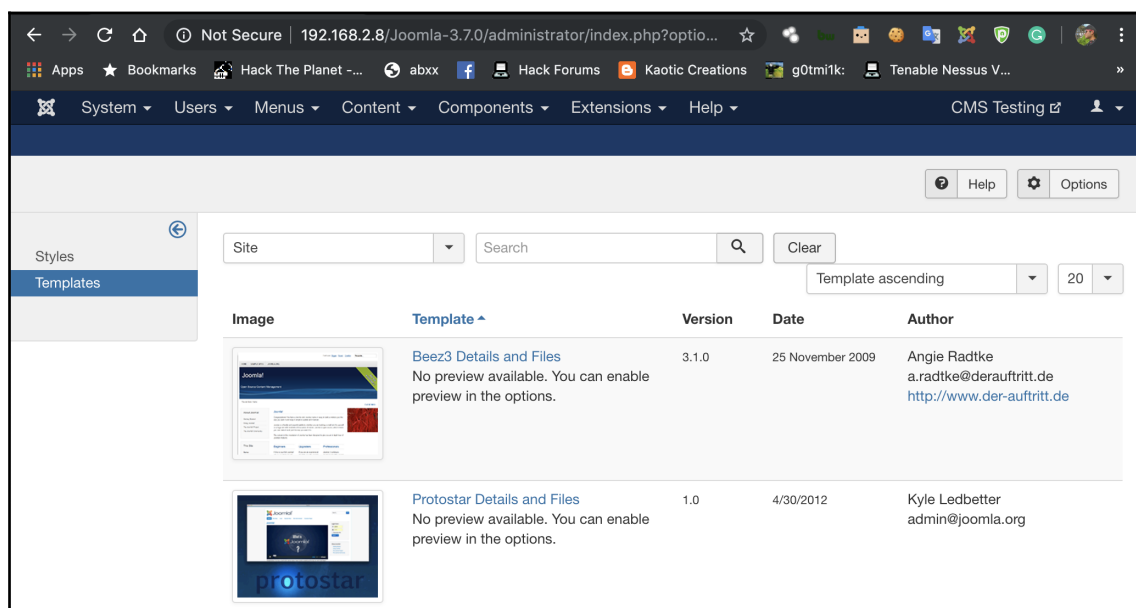 Not Secure | 192.168.2.8/Joomla-3.7.0/administrator/index.php?optio...
Apps Bookmarks Hack The Planet -... abxx Hack Forums Kaotic Creations g0tmi1k: Tenable Nessus V... »
System Users Menus Content Components Extensions Help CMS Testing
Help Options
Site Search Clear
Styles
Templates
Template ascending 20
Image Template Version Date Author
Beez3 Details and Files 3.1.0 25 November 2009 Angie Radtke
No preview available. You can enable a.radtke@derauftritt.de
preview in the options. http://www.der-auftritt.de
Joomla!
Protostar Details and Files 1.0 4/30/2012 Kyle Ledbetter
No preview available. You can enable admin@joomla.org
preview in the options.
Joomla!
protostar